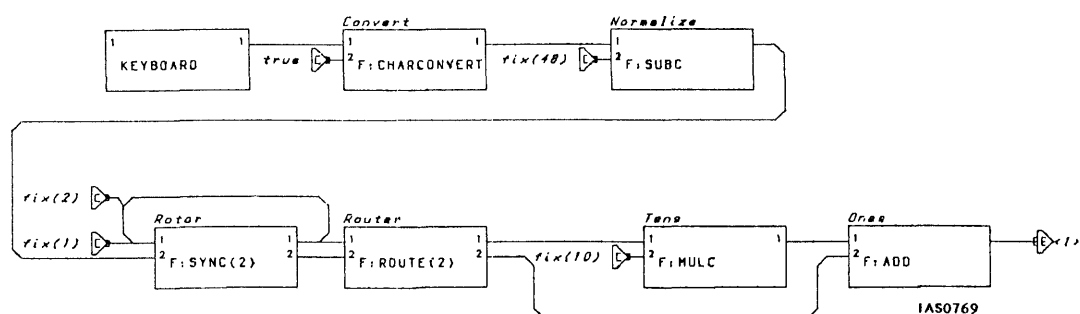 Convert
Normalize
1 1
KEYBOARD
true
C
1 1
2
F:CHARCONVERT
fix(48)
C
1
2
F:SUBC
fix(2)
C
fix(1)
C
Rotor
1 1
2 2
F:SYNC(2)
Router
1 1
2 2
F:ROUTE(2)
fix(10)
C
Tens
1 1
2
F:MULC
Ones
1 1
2
F:ADD
E
(1)
IAS0769